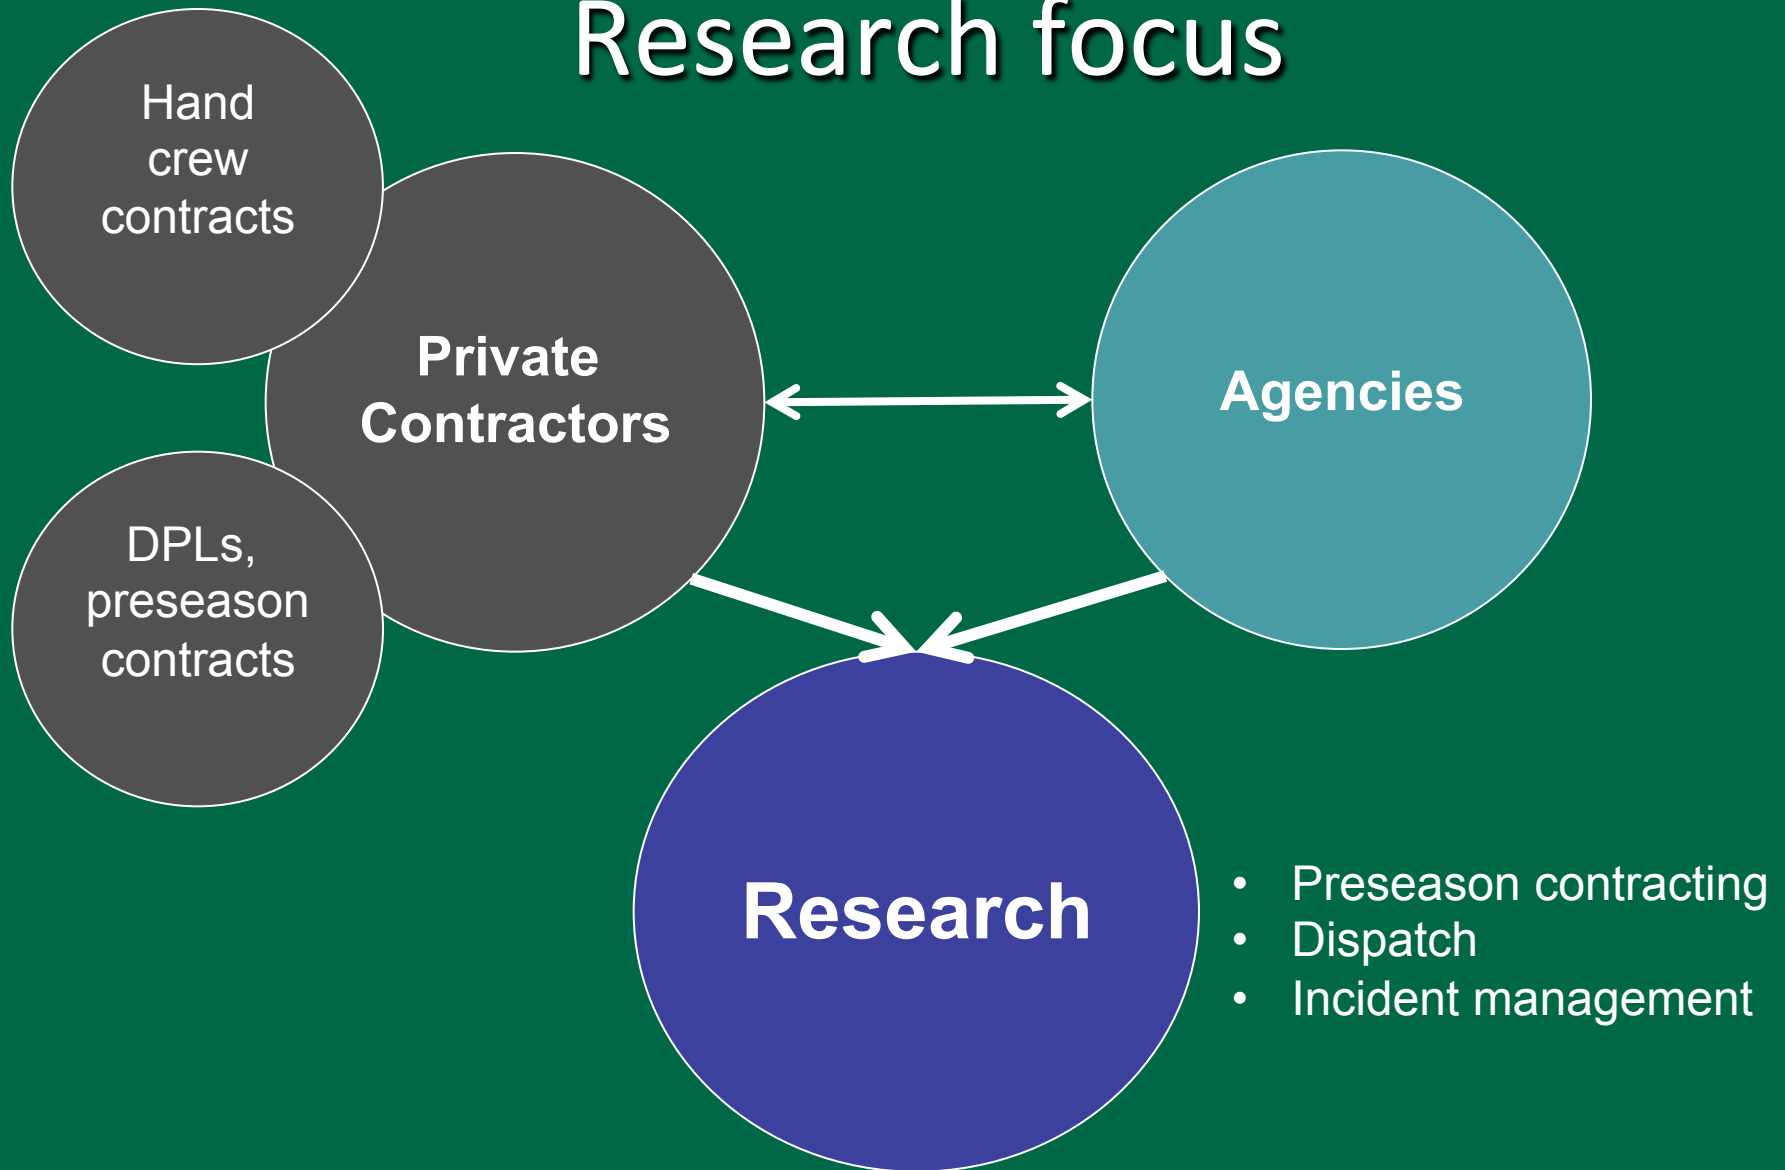 Research focus
Hand
crew
contracts
Private
Contractors
Agencies
DPLs,
preseason
contracts
Research
• Preseason contracting
• Dispatch
• Incident management